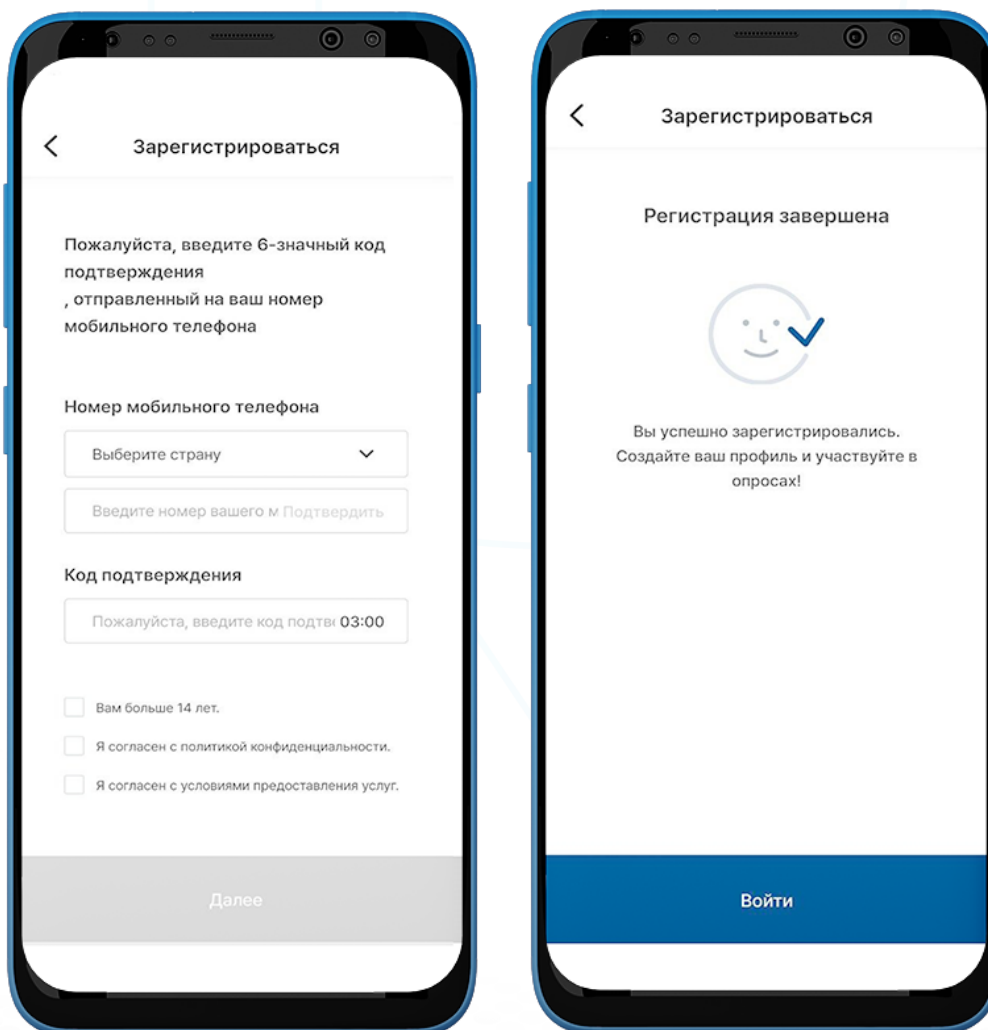 Зарегистрироваться
Пожалуйста, введите 6-значный код
подтверждения
, отправленный на ваш номер
мобильного телефона
Номер мобильного телефона
Выберите страну
Введите номер вашего м Подтвердить
Код подтверждения
Пожалуйста, введите код подтв 03:00
Вам больше 14 лет.
Я согласен с политикой конфиденциальности.
Я согласен с условиями предоставления услуг.
Далее
Зарегистрироваться
Регистрация завершена
Вы успешно зарегистрировались.
Создайте ваш профиль и участвуйте в
опросах!
Войти